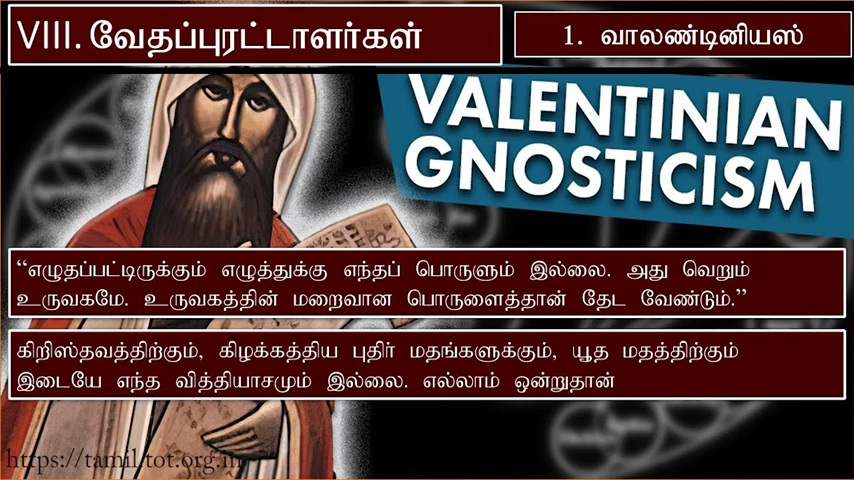 VIII. வேதப்புரட்டாளர்கள்
1. வாலண்டினியஸ்
VALENTINIAN
GNOSTICISM
“எழுதப்பட்டிருக்கும் எழுத்துக்கு எந்தப் பொருளும் இல்லை. அது வெறும்
உருவகமே. உருவகத்தின் மறைவான பொருளைத்தான் தேட வேண்டும்.”
கிறிஸ்தவத்திற்கும், கிழக்கத்திய புதிர் மதங்களுக்கும், யூத மதத்திற்கும்
இடையே எந்த வித்தியாசமும் இல்லை. எல்லாம் ஒன்றுதான்
https://tamil.tot.org.in